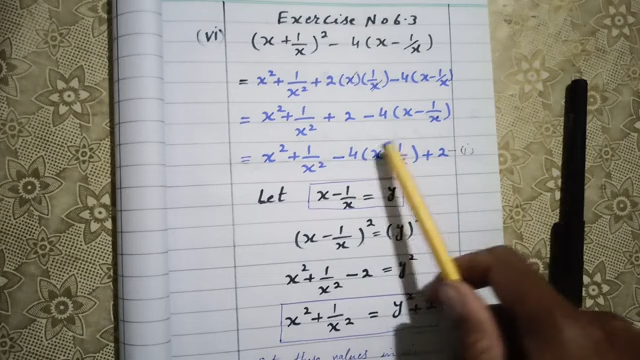 Exercise No 6.3
(vi) (x + 1/x)² - 4(x - 1/x)
= x² + 1/x² + 2(x)(1/x) - 4(x - 1/x)
= x² + 1/x² + 2 - 4(x - 1/x)
= x² + 1/x² - 4(x - 1/x) + 2
Let x - 1/x = y
(x - 1/x)² = (y)
x² + 1/x² - 2 = y²
x² + 1/x² = y² +
these values